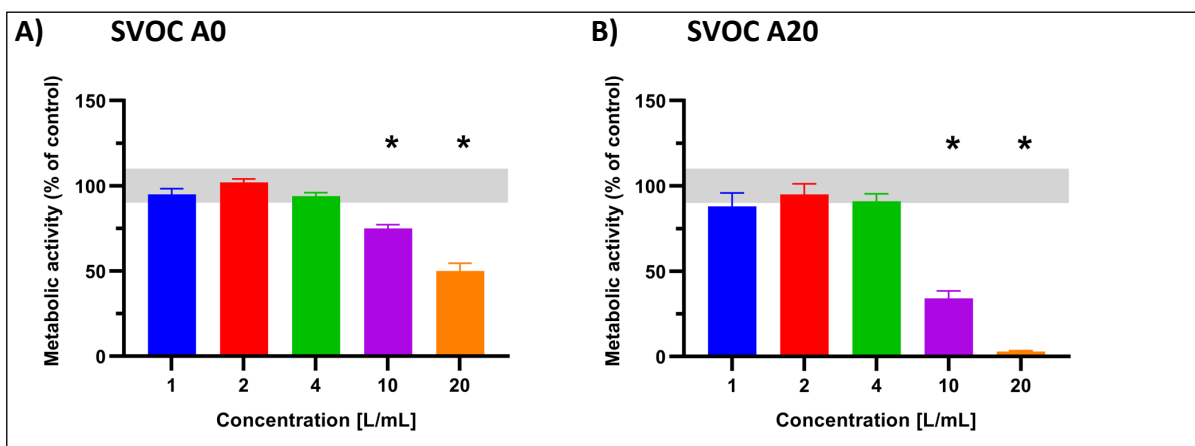 A) SVOC A0
Metabolic activity (% of control)
150
100
50
0
* *
1 2 4 10 20
Concentration [L/mL]
B) SVOC A20
Metabolic activity (% of control)
150
100
50
0
* *
1 2 4 10 20
Concentration [L/mL]